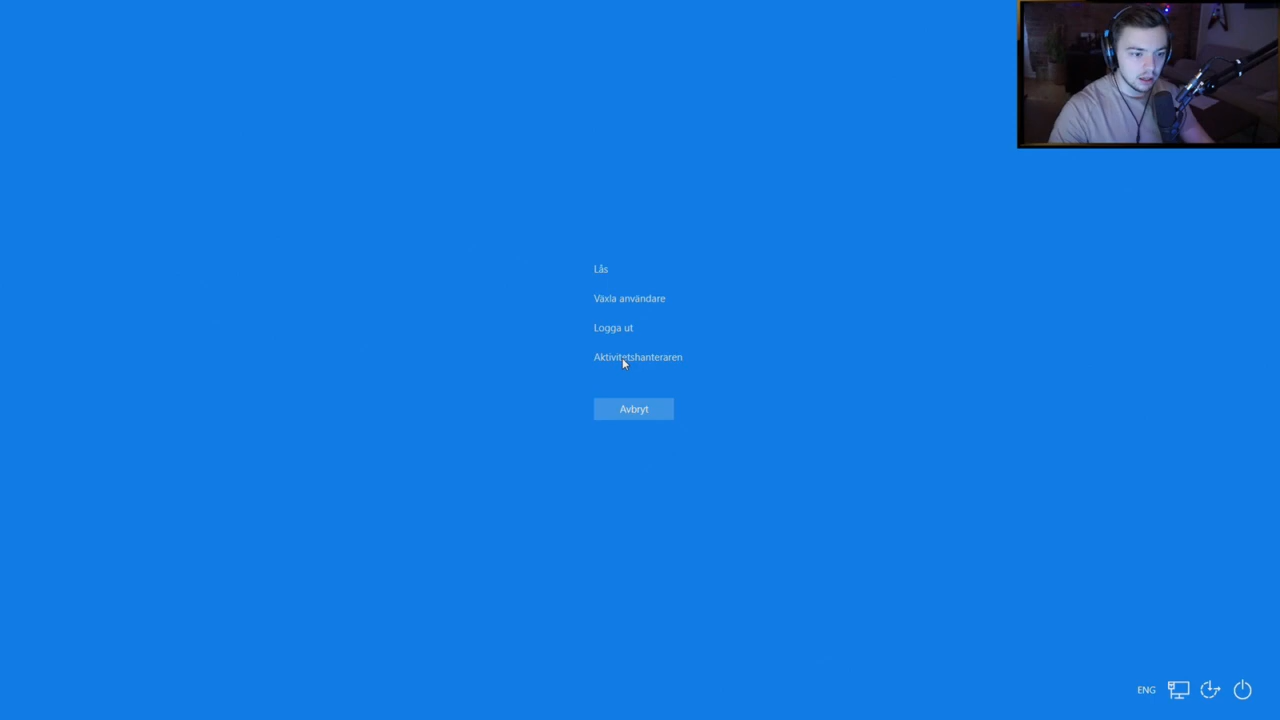 Lås
Växla användare
Logga ut
Aktivitetshanteraren
Avbryt
ENG